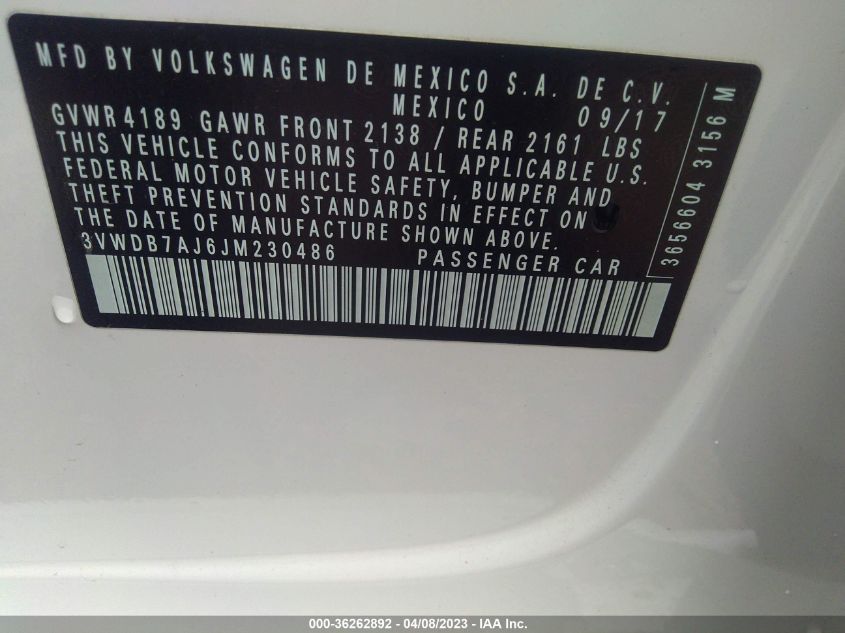 MFD BY VOLKSWAGEN DE MEXICO S.A. DE C.V.
MEXICO 09/17
GVWR 4189 GAWR FRONT 2138 / REAR 2161 LBS
THIS VEHICLE CONFORMS TO ALL APPLICABLE U.S.
FEDERAL MOTOR VEHICLE SAFETY, BUMPER AND
THEFT PREVENTION STANDARDS IN EFFECT ON
THE DATE OF MANUFACTURE SHOWN ABOVE.
3VWDB7AJ6JM230486 PASSENGER CAR
3656604 3156 M
000-36262892 - 04/08/2023 - IAA Inc.